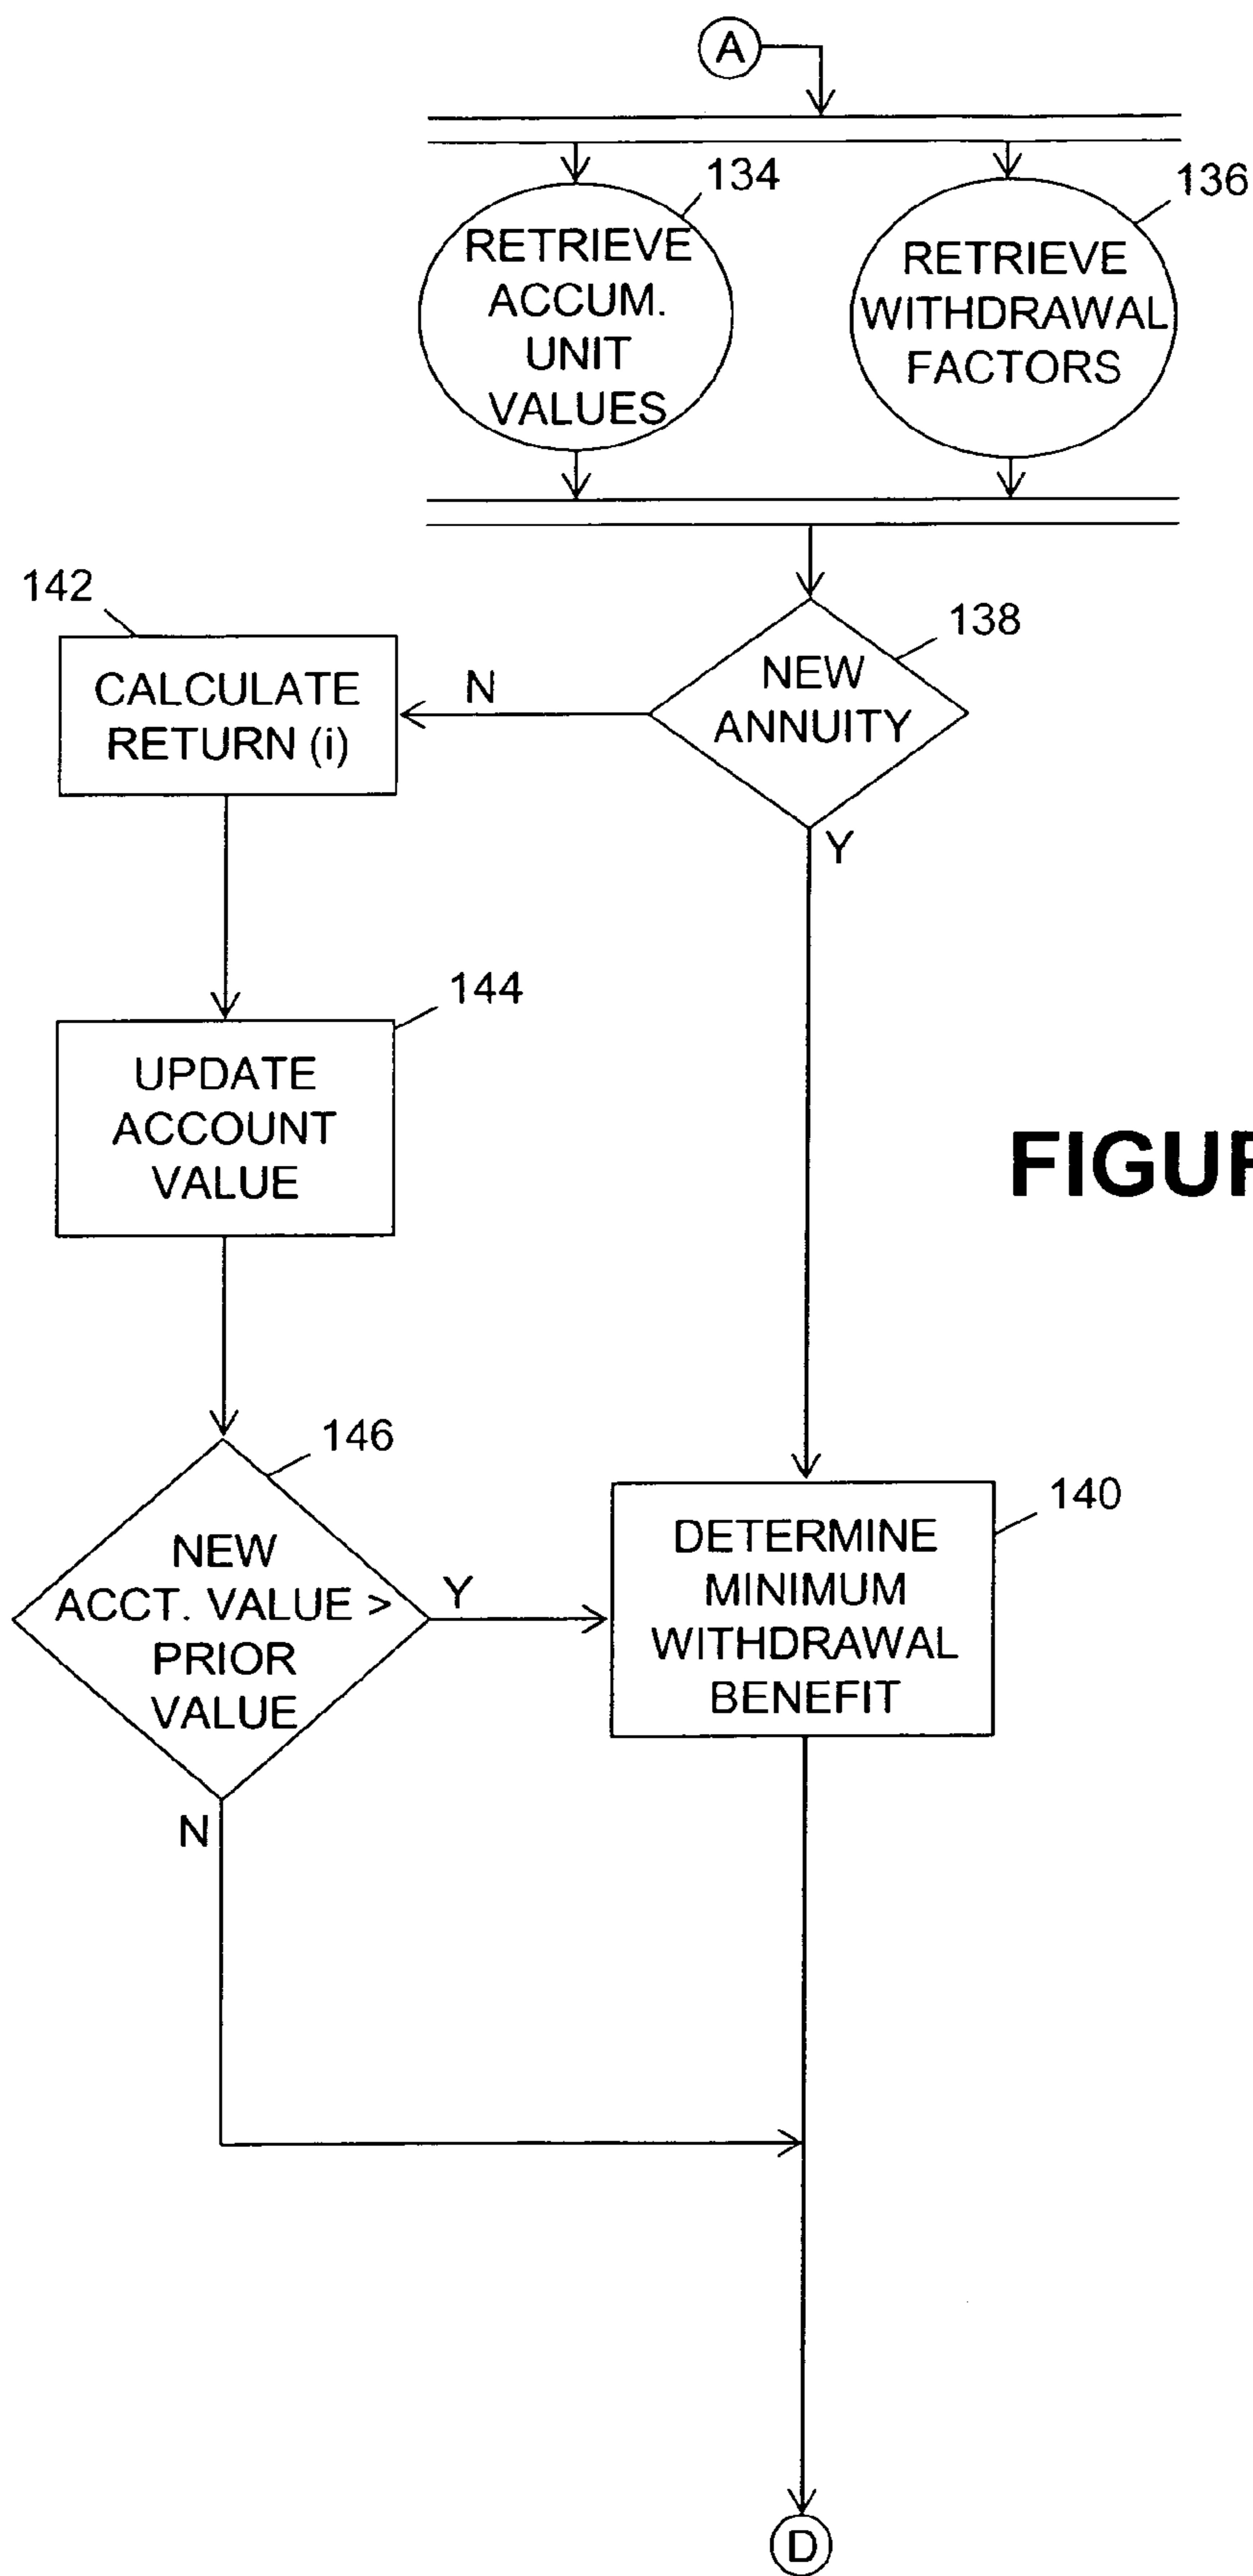 A
134
RETRIEVE
ACCUM.
UNIT
VALUES
136
RETRIEVE
WITHDRAWAL
FACTORS
142
CALCULATE
RETURN (i)
N
138
NEW
ANNUITY
Y
144
UPDATE
ACCOUNT
VALUE
146
NEW
ACCT. VALUE >
PRIOR
VALUE
Y
N
140
DETERMINE
MINIMUM
WITHDRAWAL
BENEFIT
D